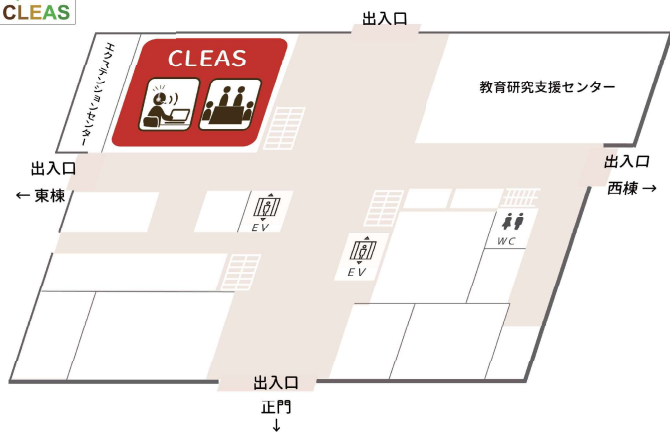 CLEAS
出入口
CLEAS
エクステンションセンター
教育研究支援センター
出入口
← 東棟
出入口
西棟 →
EV
EV
WC
出入口
正門
↓